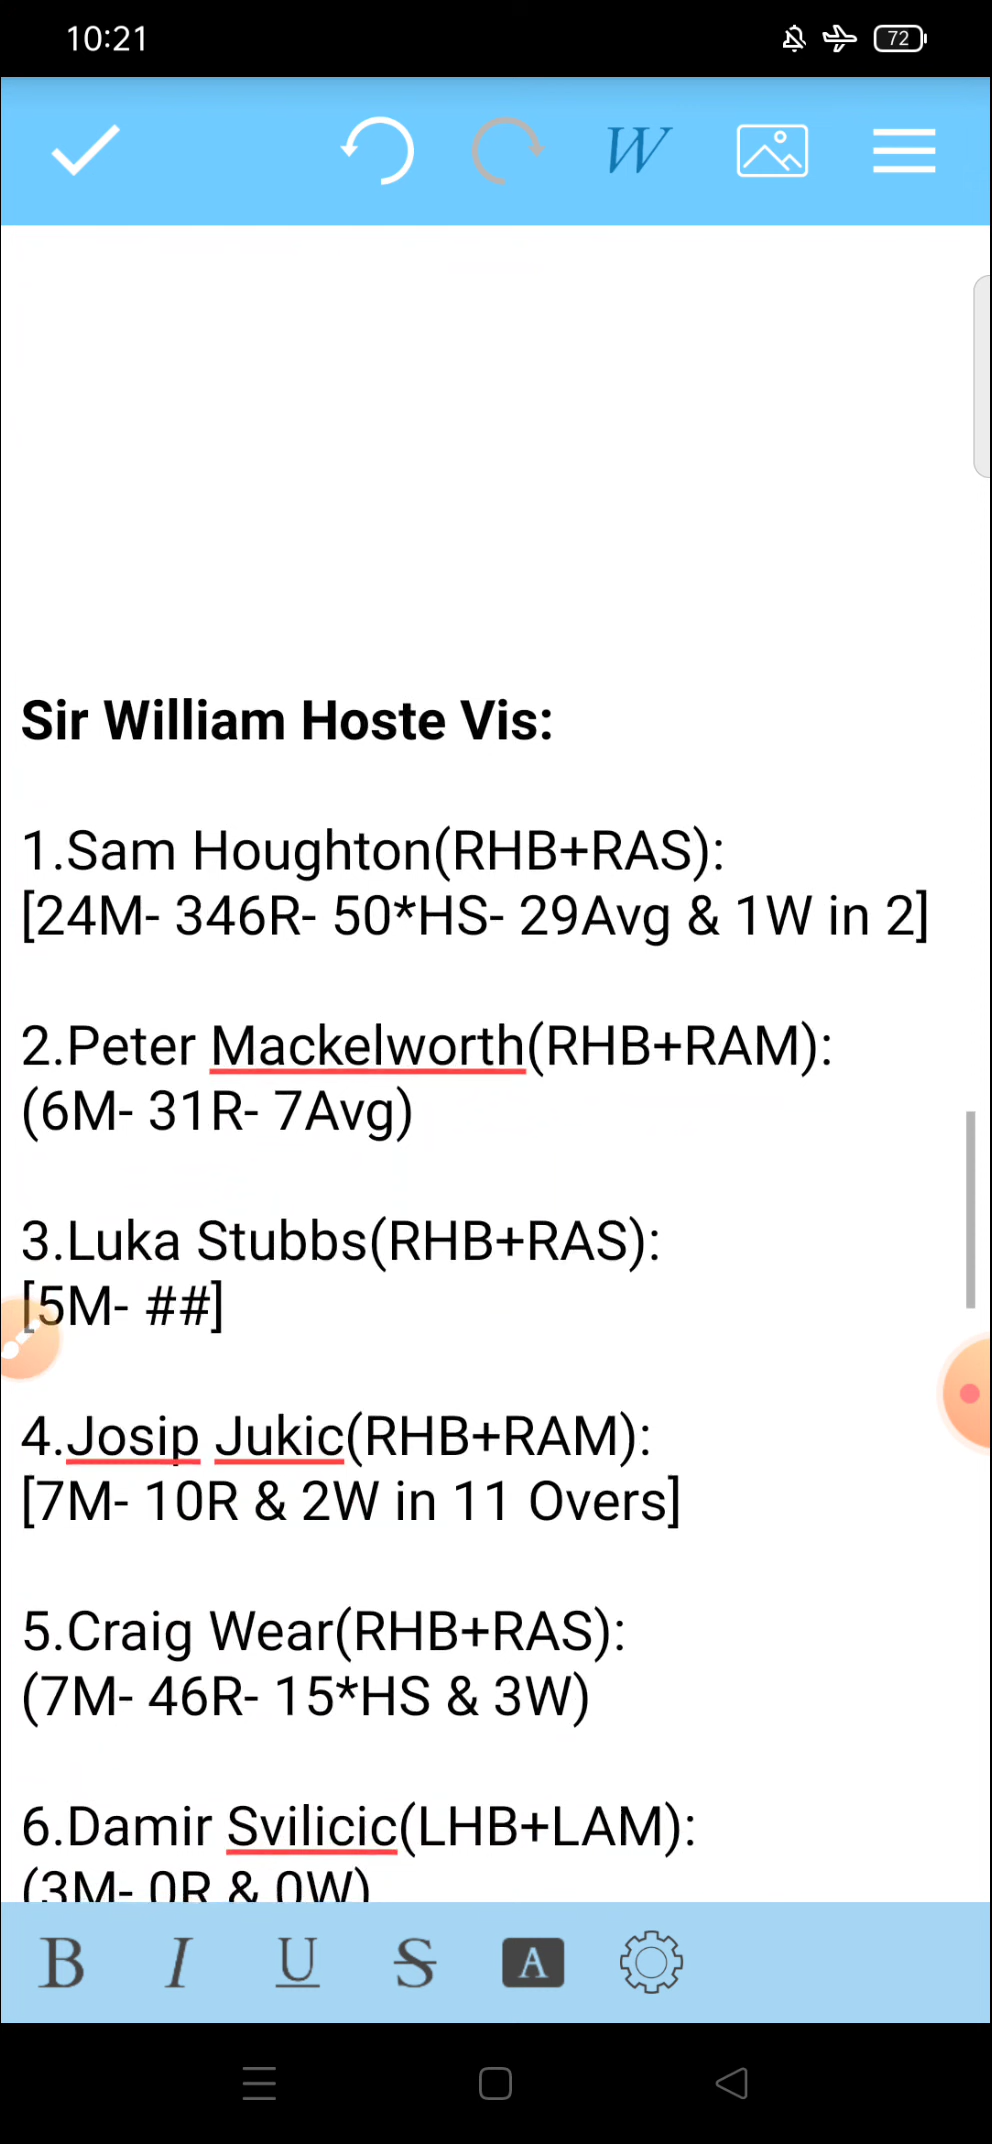 10:21
72
W
Sir William Hoste Vis:
1.Sam Houghton(RHB+RAS):
[24M- 346R- 50*HS- 29Avg & 1W in 2]
2.Peter Mackelworth(RHB+RAM):
(6M- 31R- 7Avg)
3.Luka Stubbs(RHB+RAS):
[5M- ##]
4.Josip Jukic(RHB+RAM):
[7M- 10R & 2W in 11 Overs]
5.Craig Wear(RHB+RAS):
(7M- 46R- 15*HS & 3W)
6.Damir Svilicic(LHB+LAM):
(3M- 0R & 0W)
B I U S A